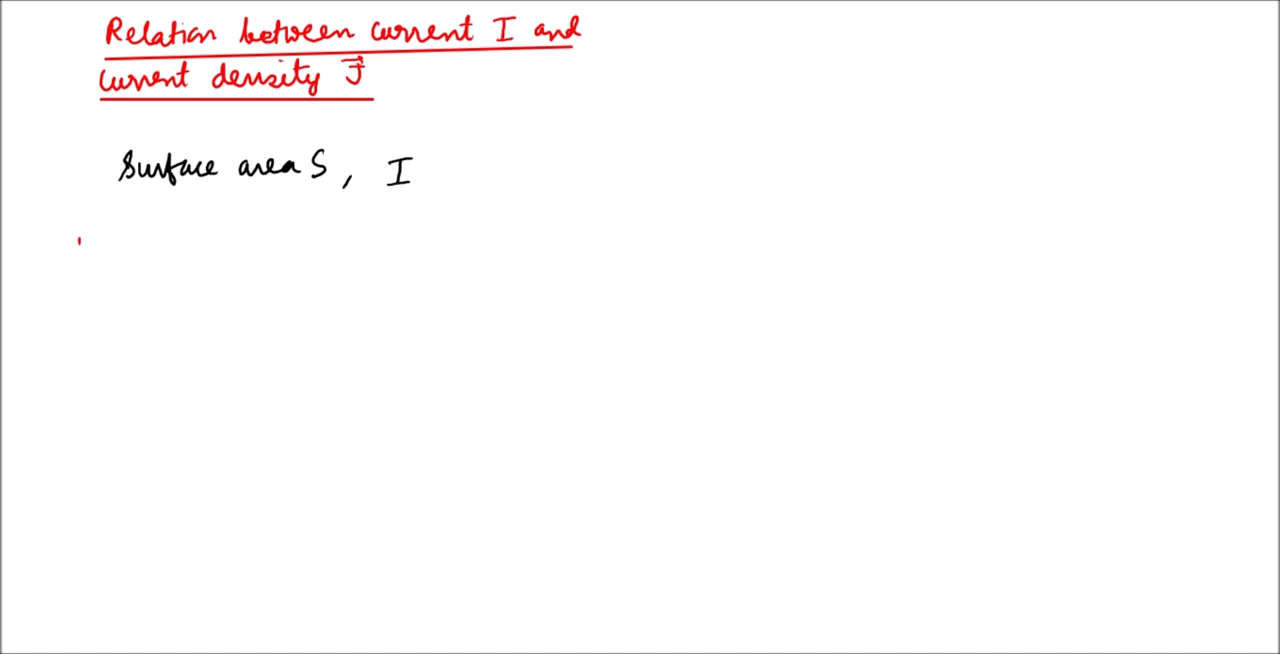 Relation between current I and
current density J⃗
Surface area S, I